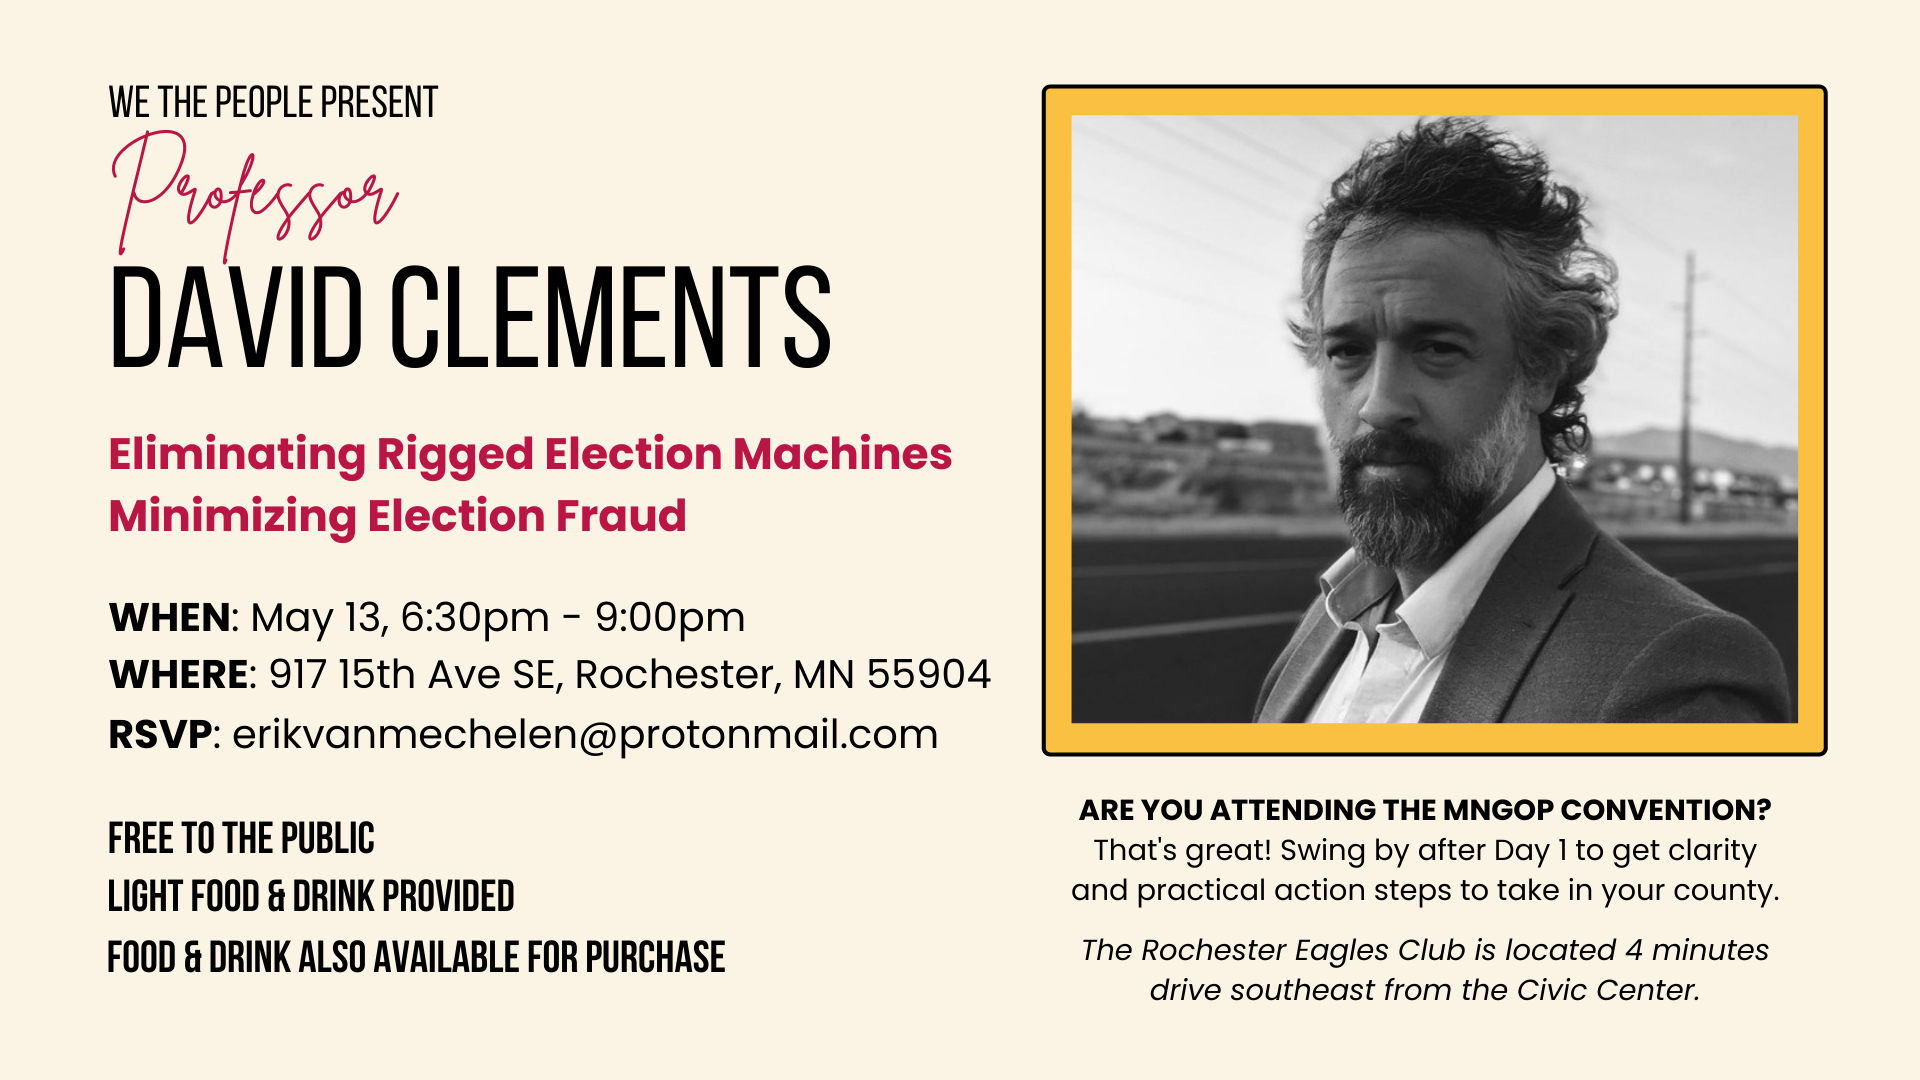 WE THE PEOPLE PRESENT
Professor
DAVID CLEMENTS
Eliminating Rigged Election Machines
Minimizing Election Fraud
WHEN: May 13, 6:30pm - 9:00pm
WHERE: 917 15th Ave SE, Rochester, MN 55904
RSVP: erikvanmechelen@protonmail.com
FREE TO THE PUBLIC
LIGHT FOOD & DRINK PROVIDED
FOOD & DRINK ALSO AVAILABLE FOR PURCHASE
ARE YOU ATTENDING THE MNGOP CONVENTION?
That's great! Swing by after Day 1 to get clarity
and practical action steps to take in your county.
The Rochester Eagles Club is located 4 minutes
drive southeast from the Civic Center.